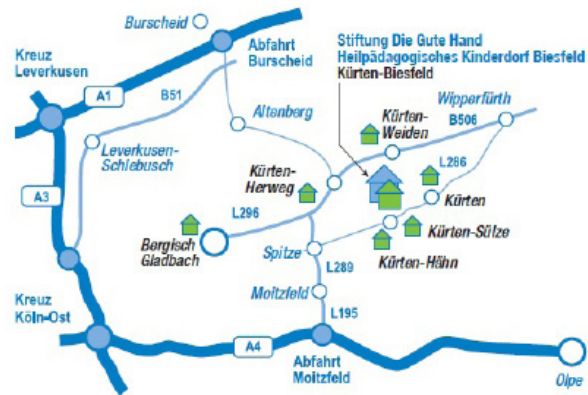 Burscheid
Abfahrt
Burscheid
Stiftung Die Gute Hand
Heilpädagogisches Kinderdorf Biesfeld
Kürten-Biesfeld
Kreuz
Leverkusen
A1
B51
Altenberg
Wipperfürth
B506
Kürten-
Weiden
Leverkusen-
Schlebusch
L286
Kürten-
Herweg
A3
Kürten
L296
Bergisch
Gladbach
Kürten-Sülze
Spitze
L289
Kürten-Hähn
Moitzfeld
Kreuz
Köln-Ost
L195
A4
Abfahrt
Moitzfeld
Olpe